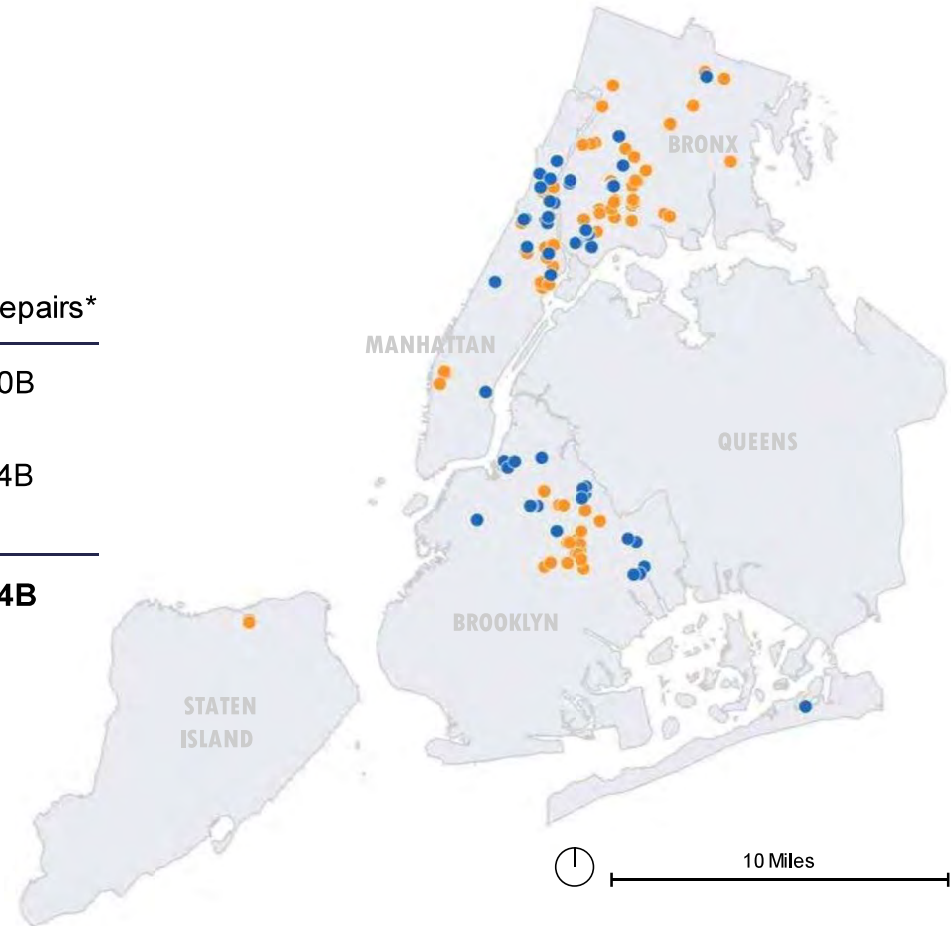 epairs*
0B
4B
4B
BRONX
MANHATTAN
QUEENS
BROOKLYN
STATEN
ISLAND
10 Miles